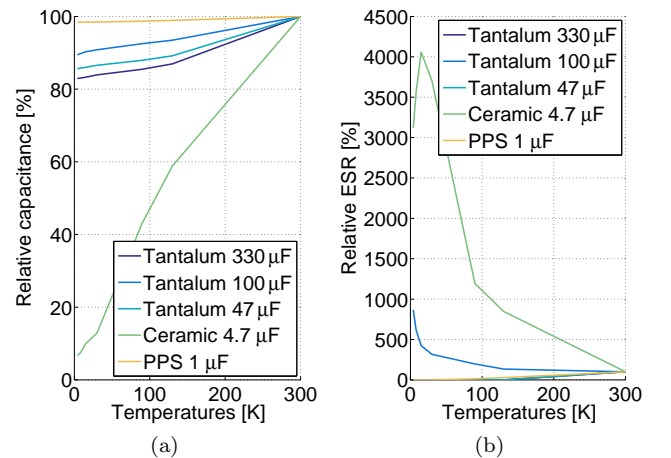 100
80
60
40
20
0
0
100
200
300
Relative capacitance [%]
Temperatures [K]
Tantalum 330 µF
Tantalum 100 µF
Tantalum 47 µF
Ceramic 4.7 µF
PPS 1 µF
(a)
4500
4000
3500
3000
2500
2000
1500
1000
500
0
0
100
200
300
Relative ESR [%]
Temperatures [K]
Tantalum 330 µF
Tantalum 100 µF
Tantalum 47 µF
Ceramic 4.7 µF
PPS 1 µF
(b)